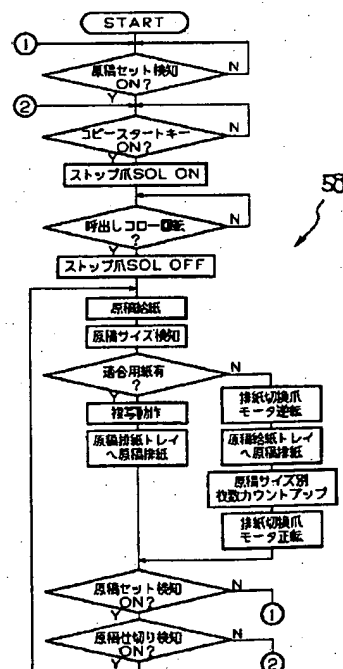 START
①
原稿セット検知
ON?
N
Y
②
コピースタートキー
ON?
N
Y
ストップ爪SOL ON
58
呼出しコロ一回転
?
N
Y
ストップ爪SOL OFF
原稿給紙
原稿サイズ検知
適合用紙有
?
N
Y
複写動作
原稿排紙トレイ
へ原稿排紙
排紙切換爪
モータ逆転
原稿給紙トレイ
へ原稿排紙
原稿サイズ別
枚数カウントアップ
排紙切換爪
モータ正転
原稿セット検知
ON?
N
Y
①
原稿仕切り検知
ON?
N
Y
②